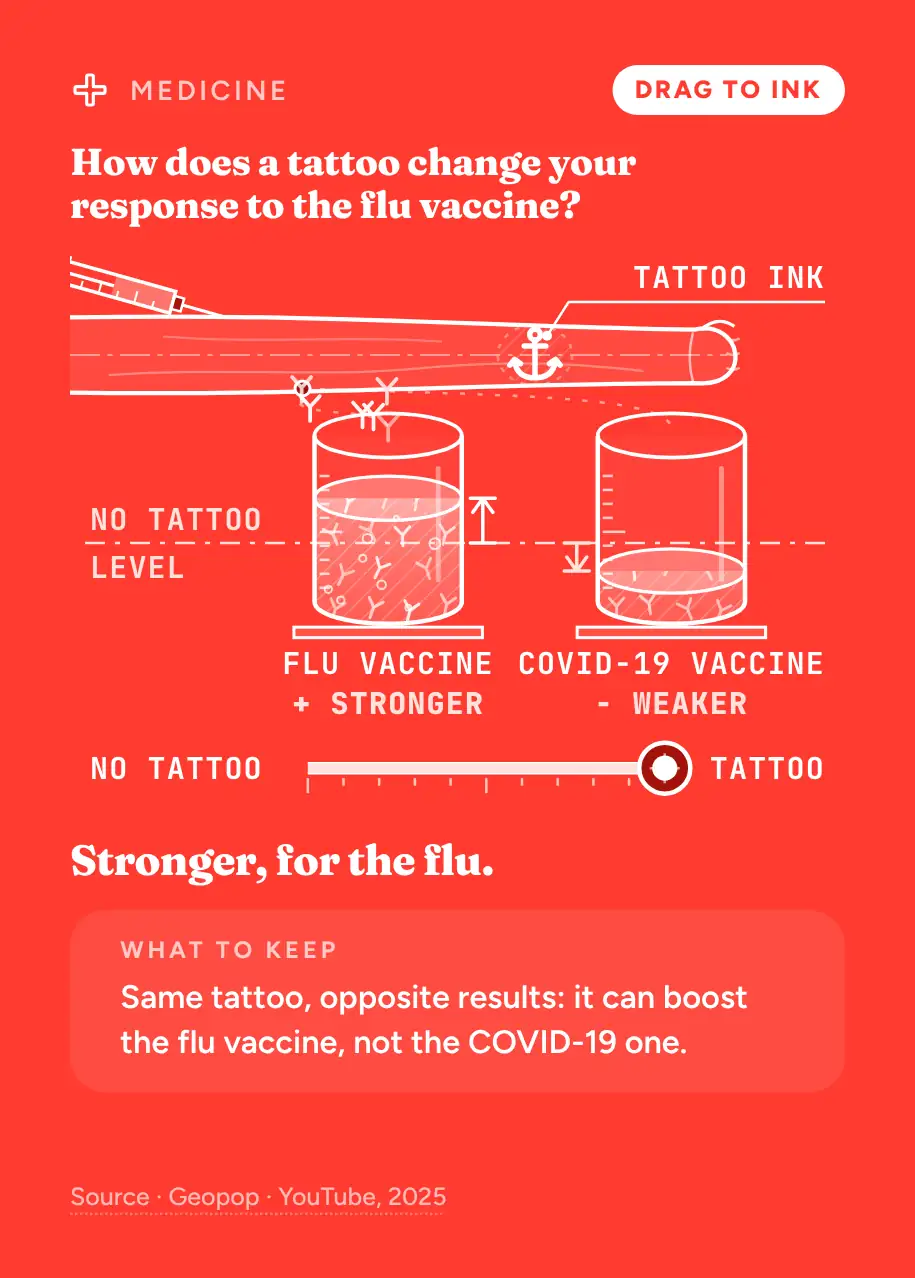 MEDICINE
DRAG TO INK
How does a tattoo change your
response to the flu vaccine?
TATTOO INK
NO TATTOO
LEVEL
FLU VACCINE
+ STRONGER
COVID-19 VACCINE
- WEAKER
NO TATTOO
TATTOO
Stronger, for the flu.
WHAT TO KEEP
Same tattoo, opposite results: it can boost
the flu vaccine, not the COVID-19 one.
Source · Geopop · YouTube, 2025